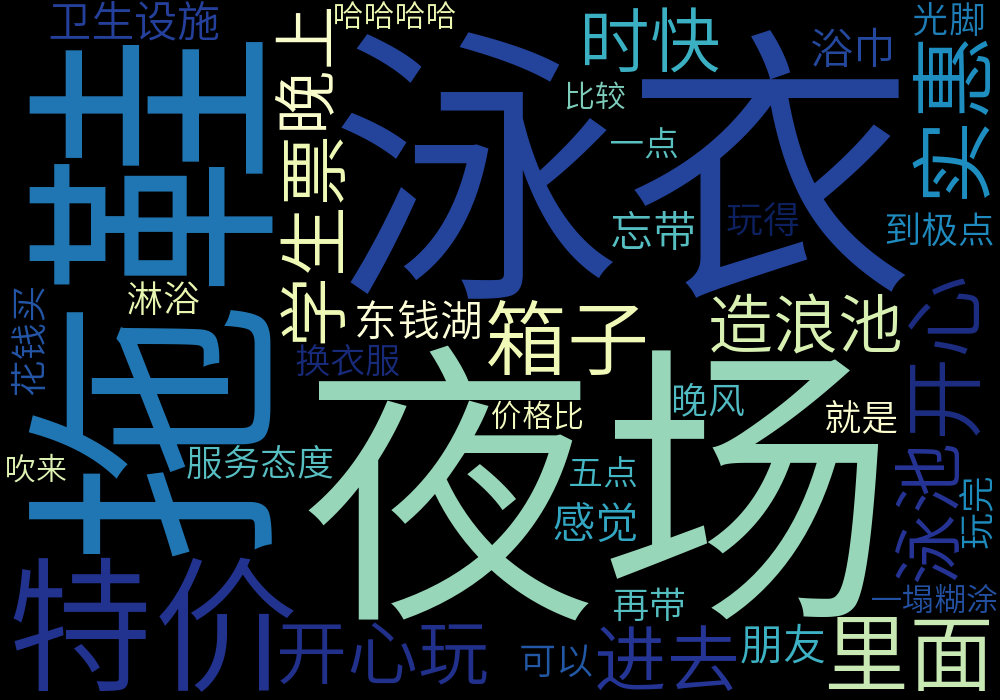 卫生设施
哈哈哈哈
时快
浴巾
光脚
泳衣
比较
一点
实惠
拖鞋
学生票晚上
忘带
玩得
到极点
淋浴
花钱买
东钱湖
箱子
造浪池
开心
换衣服
夜场
价格比
晚风
就是
吹来
服务态度
五点
感觉
泳池
玩完
特价
开心玩
再带
可以
进去
朋友
一塌糊涂
里面